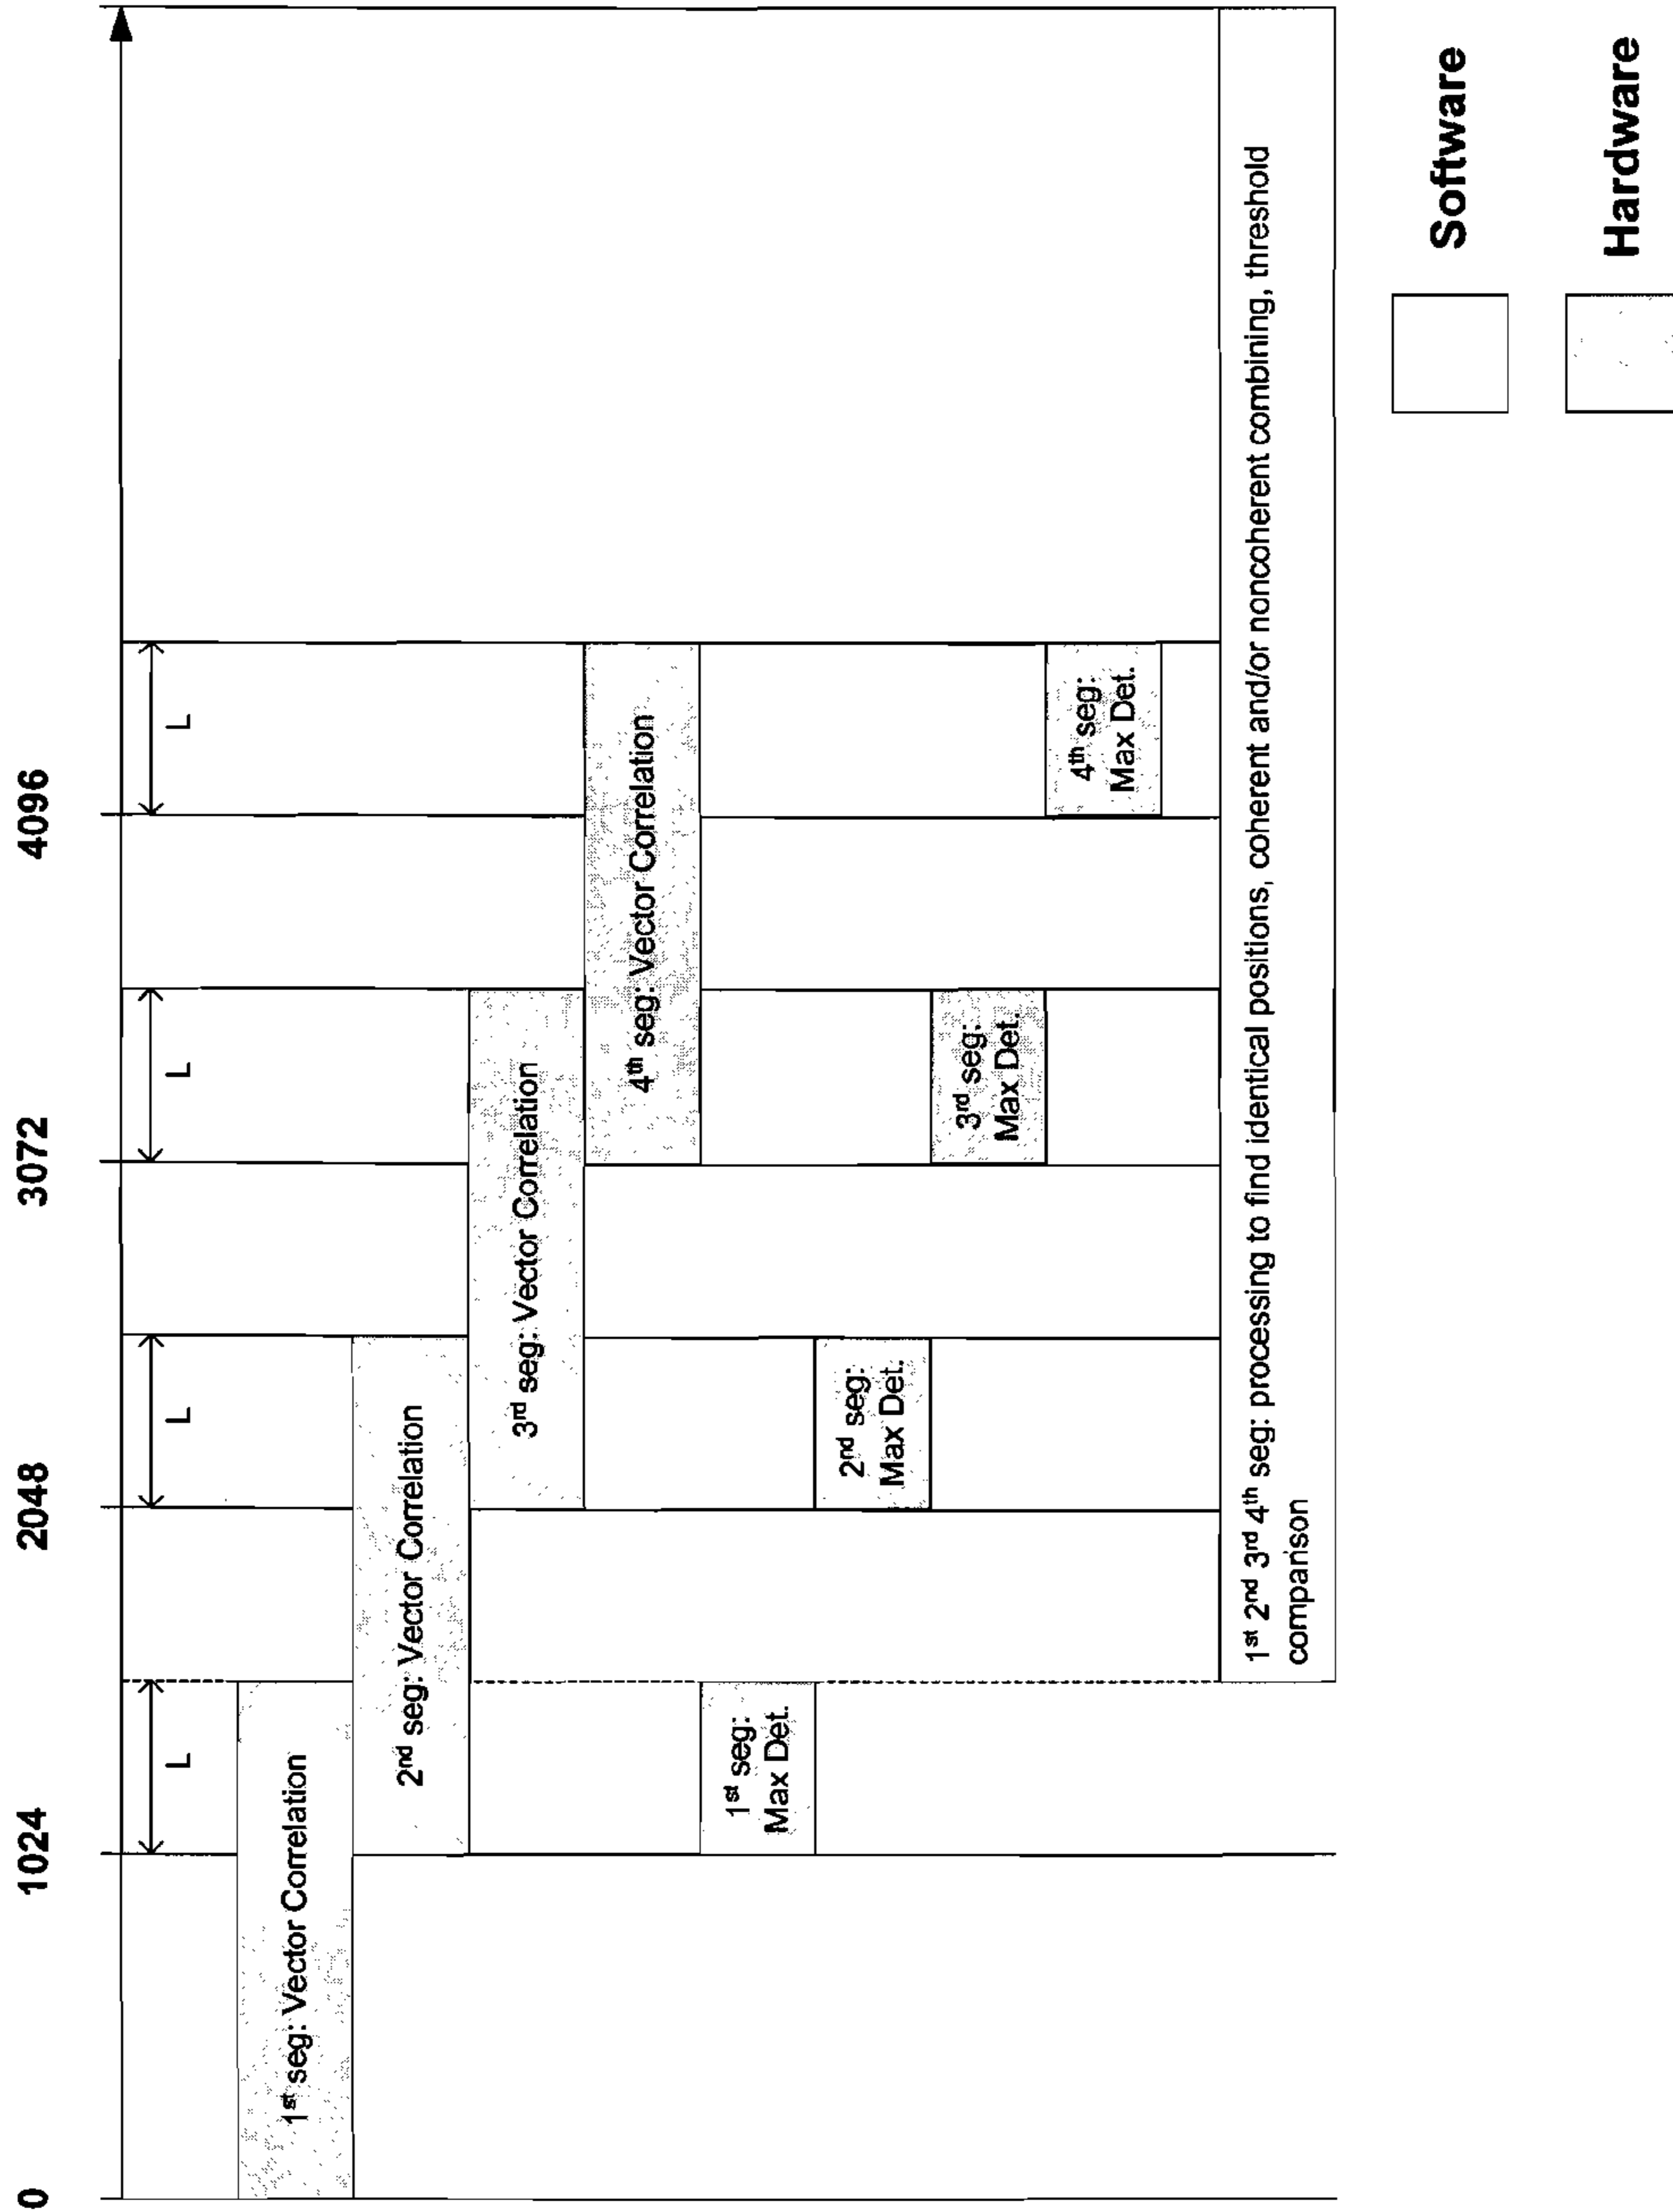 0 1024 2048 3072 4096
L L L L
1st seg: Vector Correlation
2nd seg: Vector Correlation
3rd seg: Vector Correlation
4th seg: Vector Correlation
1st seg:
Max Det.
2nd seg:
Max Det.
3rd seg:
Max Det.
4th seg:
Max Det.
1st 2nd 3rd 4th seg: processing to find identical positions, coherent and/or noncoherent combining, threshold
comparison
Software
Hardware